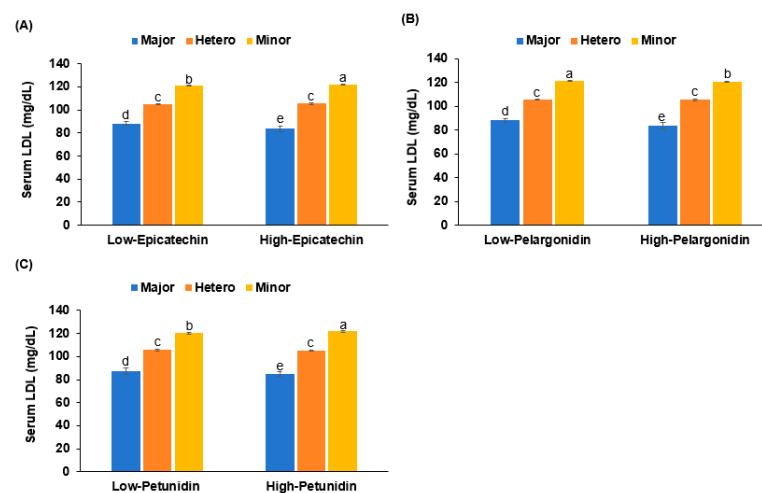 (A)
Major Hetero Minor
Serum LDL (mg/dL)
140
120
100
80
60
40
20
0
d c b e c a
Low-Epicatechin High-Epicatechin
(B)
Major Hetero Minor
Serum LDL (mg/dL)
140
120
100
80
60
40
20
0
d c a e c b
Low-Pelargonidin High-Pelargonidin
(C)
Major Hetero Minor
Serum LDL (mg/dL)
140
120
100
80
60
40
20
0
d c b e c a
Low-Petunidin High-Petunidin